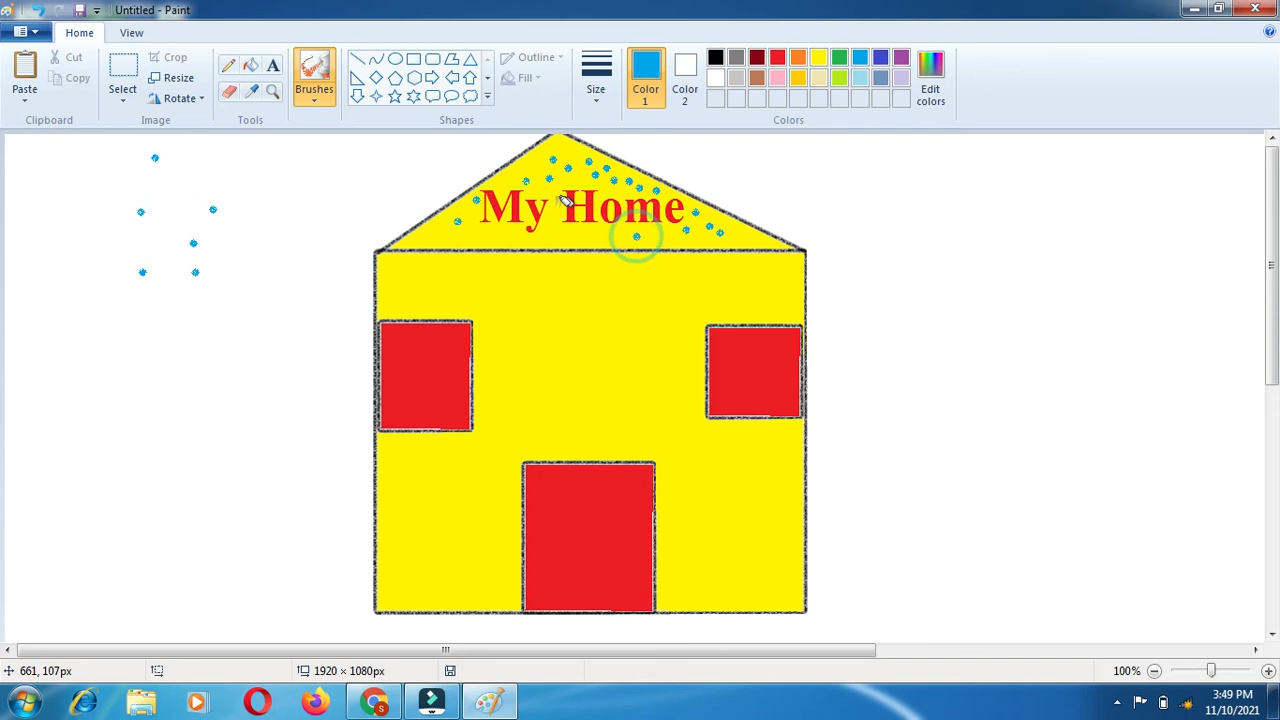 Untitled - Paint
Home
View
Paste
Cut
Copy
Clipboard
Select
Crop
Resize
Rotate
Image
A
Tools
Brushes
Outline
Fill
Shapes
Size
Color 1
Color 2
Edit colors
Colors
My Home
661, 107px
1920 × 1080px
100%
3:49 PM
11/10/2021